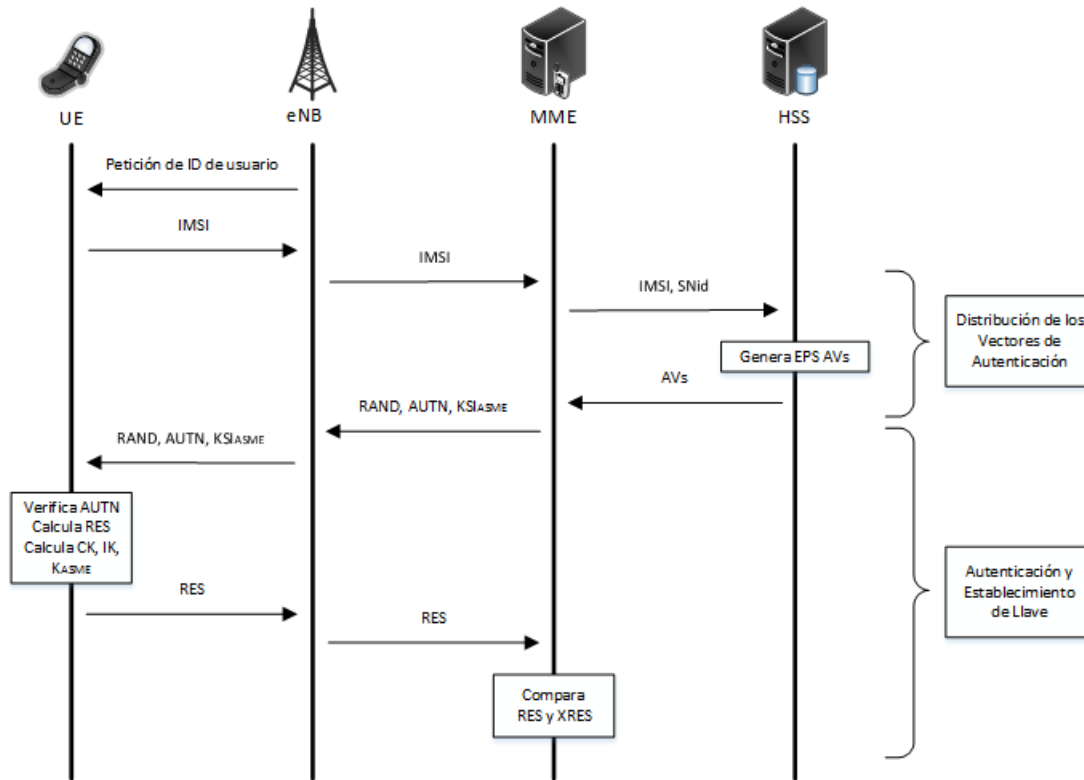 UE
eNB
MME
HSS
Petición de ID de usuario
IMSI
IMSI
IMSI, SNid
Distribución de los
Vectores de
Autenticación
Genera EPS AVs
AVs
RAND, AUTN, KSIASME
RAND, AUTN, KSIASME
Verifica AUTN
Calcula RES
Calcula CK, IK,
KASME
RES
RES
Autenticación y
Establecimiento
de Llave
Compara
RES y XRES